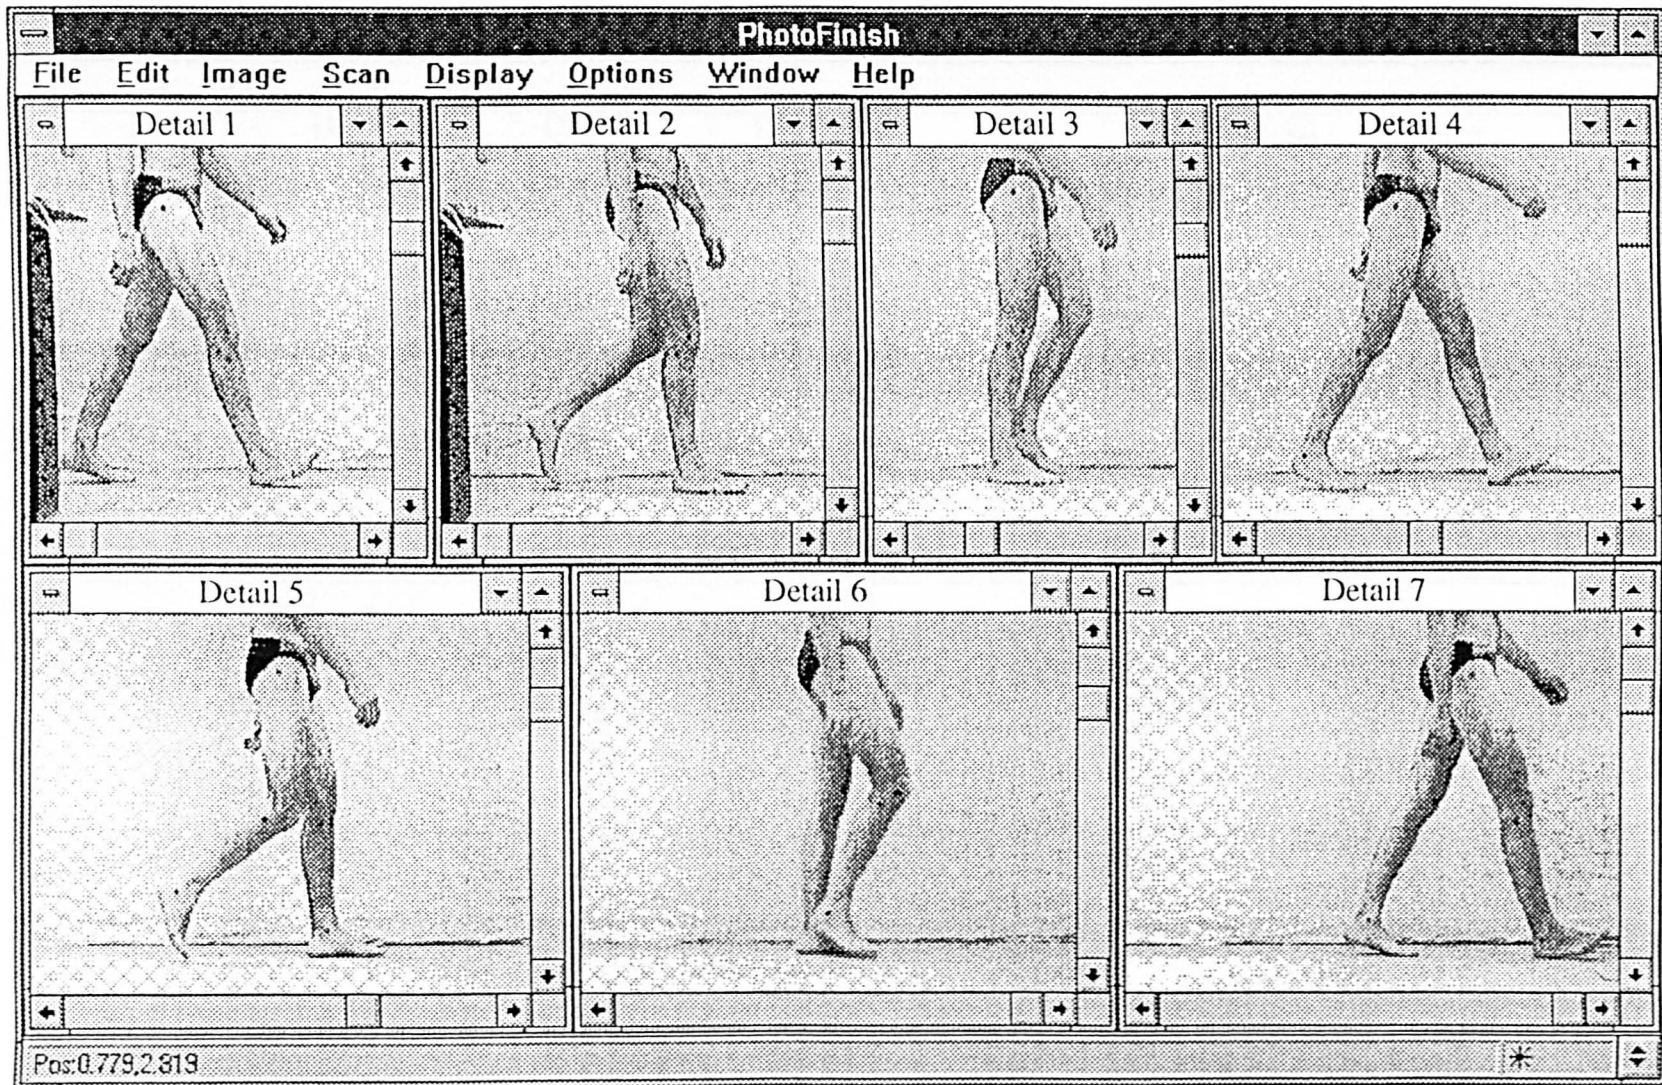 PhotoFinish
File Edit Image Scan Display Options Window Help
Detail 1 Detail 2 Detail 3 Detail 4
Detail 5 Detail 6 Detail 7
Pos:0.779,2.819